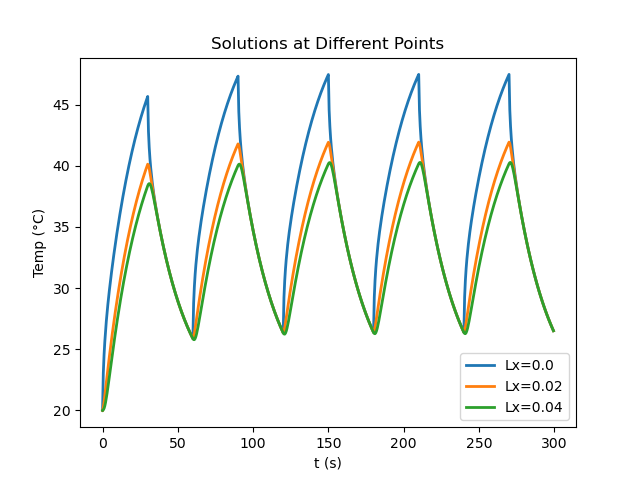 Solutions at Different Points
Temp (°C)
45
40
35
30
25
20
Lx=0.0
Lx=0.02
Lx=0.04
0 50 100 150 200 250 300
t (s)